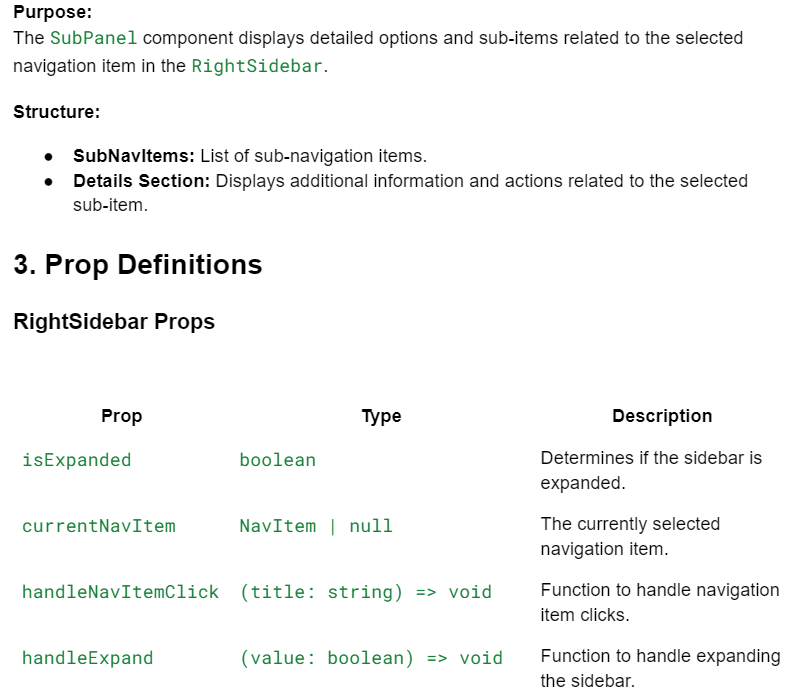 Purpose:
The SubPanel component displays detailed options and sub-items related to the selected
navigation item in the RightSidebar.
Structure:
● SubNavItems: List of sub-navigation items.
● Details Section: Displays additional information and actions related to the selected
sub-item.
3. Prop Definitions
RightSidebar Props
Prop Type Description
isExpanded boolean Determines if the sidebar is
expanded.
currentNavItem NavItem | null The currently selected
navigation item.
handleNavItemClick (title: string) => void Function to handle navigation
item clicks.
handleExpand (value: boolean) => void Function to handle expanding
the sidebar.